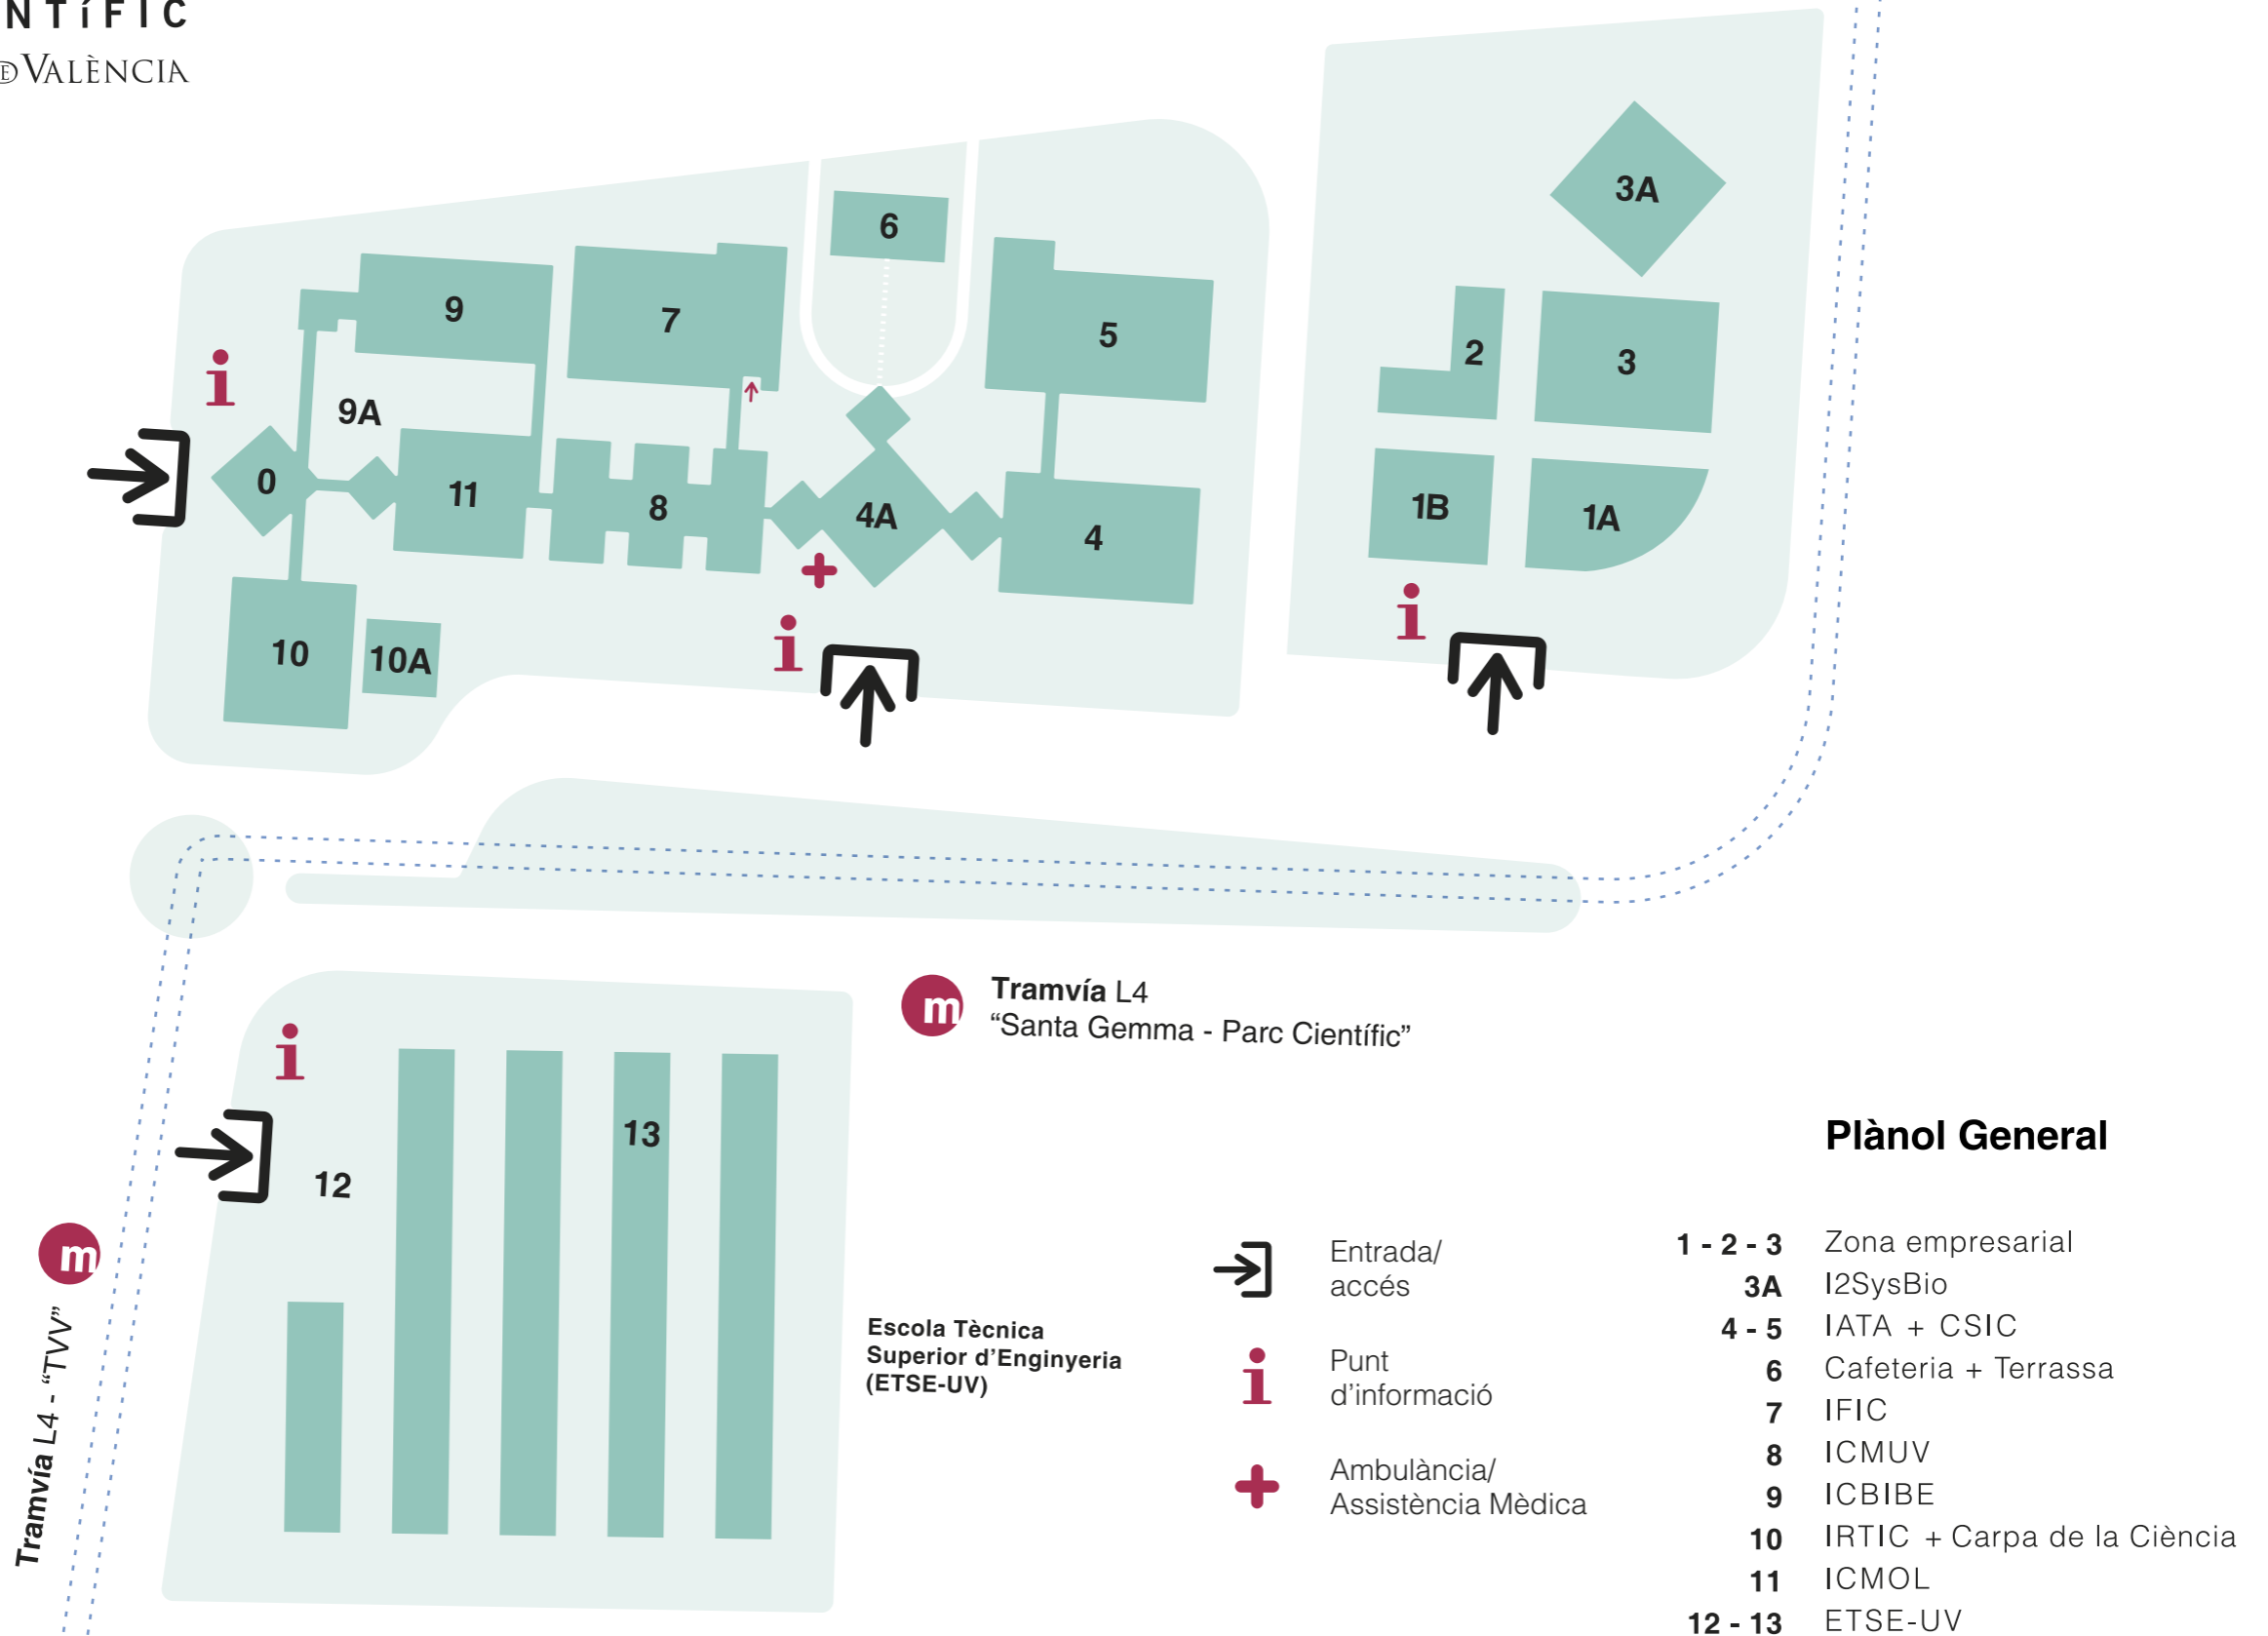 NTíFIC
DE VALÈNCIA
3A
6
9
7
5
2
3
9A
0
11
8
4A
4
1B
1A
10
10A
Tramvía L4
“Santa Gemma - Parc Científic”
13
12
Tramvía L4 - “TVV”
Escola Tècnica
Superior d’Enginyeria
(ETSE-UV)
Entrada/
accés
Punt
d’informació
Ambulància/
Assistència Mèdica
Plànol General
1 - 2 - 3 Zona empresarial
3A I2SysBio
4 - 5 IATA + CSIC
6 Cafeteria + Terrassa
7 IFIC
8 ICMUV
9 ICBIBE
10 IRTIC + Carpa de la Ciència
11 ICMOL
12 - 13 ETSE-UV